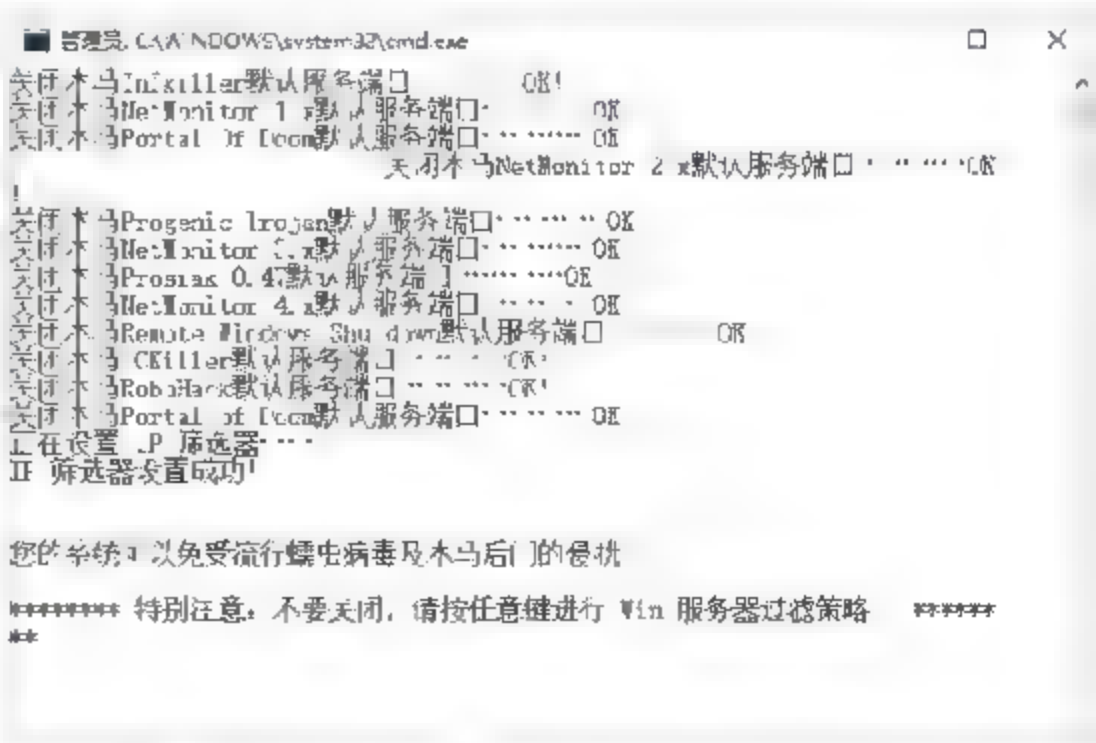 管理员: C:\WINDOWS\system32\cmd.exe
关闭木马Inikiller默认服务端口 OK!
关闭木马NetMonitor 1.x默认服务端口 OK
关闭木马Portal Of Doom默认服务端口·········OK
关闭木马NetMonitor 2.x默认服务端口·········OK
!
关闭木马Progenic Trojan默认服务端口·········OK
关闭木马NetMonitor 3.x默认服务端口·········OK
关闭木马Prosiak 0.47默认服务端口·········OK
关闭木马NetMonitor 4.x默认服务端口·········OK
关闭木马Remote Windows Shutdown默认服务端口 OK
关闭木马 CKiller默认服务端口·········OK!
关闭木马RoboHack默认服务端口·········OK!
关闭木马Portal of Doom默认服务端口·········OK
正在设置 IP 筛选器····
IP 筛选器设置成功!
您的系统可以免受流行蠕虫病毒及木马后门的侵扰
******** 特别注意: 不要关闭, 请按任意键进行 Win 服务器过滤策略 ******
**